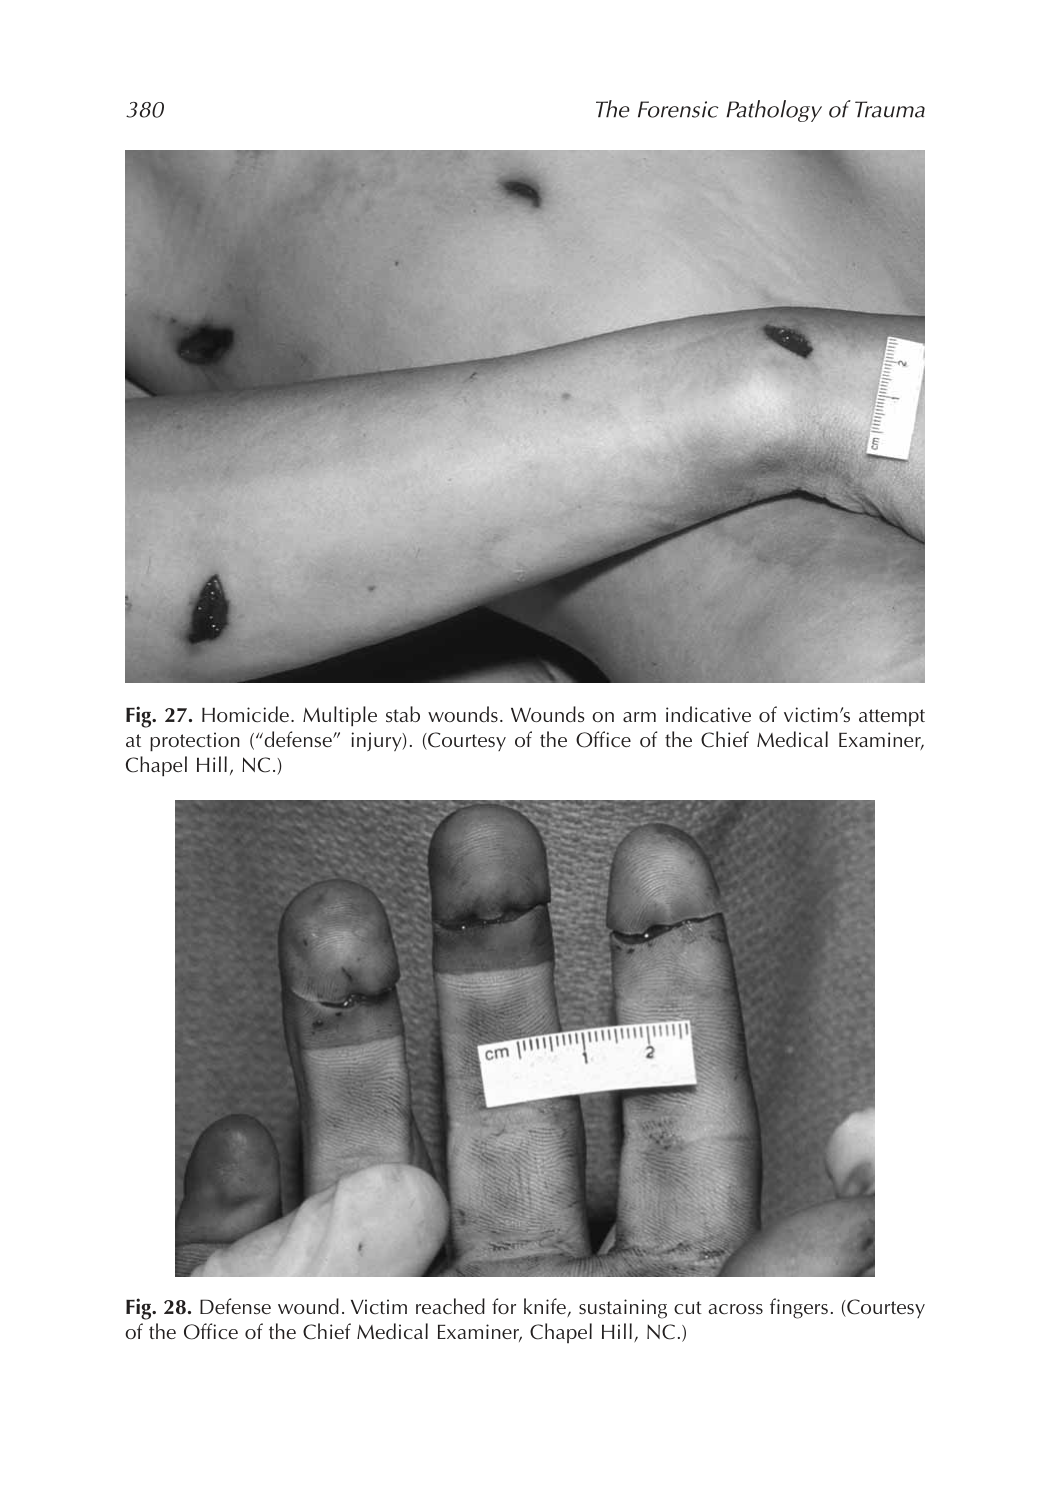 380
The Forensic Pathology of Trauma
2
1
cm
Fig. 27. Homicide. Multiple stab wounds. Wounds on arm indicative of victim’s attempt
at protection (“defense” injury). (Courtesy of the Office of the Chief Medical Examiner,
Chapel Hill, NC.)
cm 1 2
Fig. 28. Defense wound. Victim reached for knife, sustaining cut across fingers. (Courtesy
of the Office of the Chief Medical Examiner, Chapel Hill, NC.)